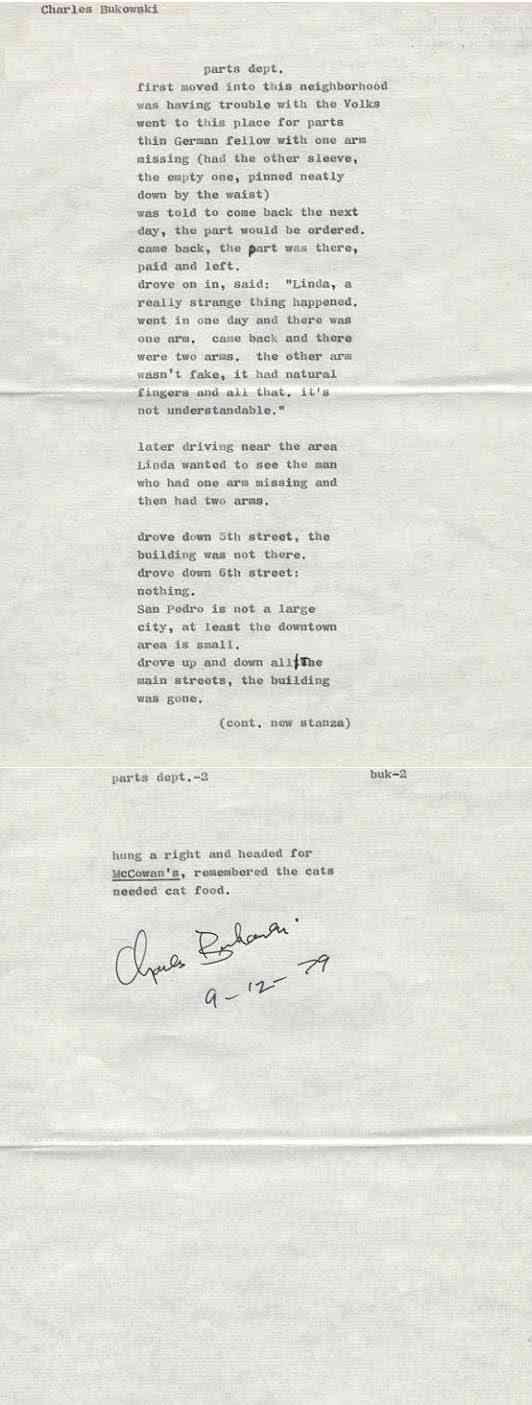 Charles Bukowski
parts dept.
first moved into this neighborhood
was having trouble with the Volks
went to this place for parts
thin German fellow with one arm
missing (had the other sleeve,
the empty one, pinned neatly
down by the waist)
was told to come back the next
day, the part would be ordered.
came back, the part was there,
paid and left.
drove on in, said: "Linda, a
really strange thing happened.
went in one day and there was
one arm. came back and there
were two arms. the other arm
wasn't fake, it had natural
fingers and all that. it's
not understandable."
later driving near the area
Linda wanted to see the man
who had one arm missing and
then had two arms.
drove down 5th street, the
building was not there.
drove down 6th street:
nothing.
San Pedro is not a large
city, at least the downtown
area is small.
drove up and down all the
main streets, the building
was gone.
(cont. new stanza)
parts dept.-2 buk-2
hung a right and headed for
McCowan's, remembered the cats
needed cat food.
Charles Bukowski
9-12-79